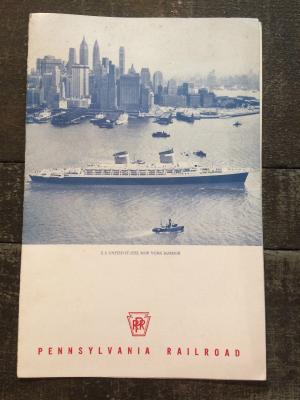 S. S. UNITED STATES, NEW YORK HARBOR
PRR
PENNSYLVANIA RAILROAD